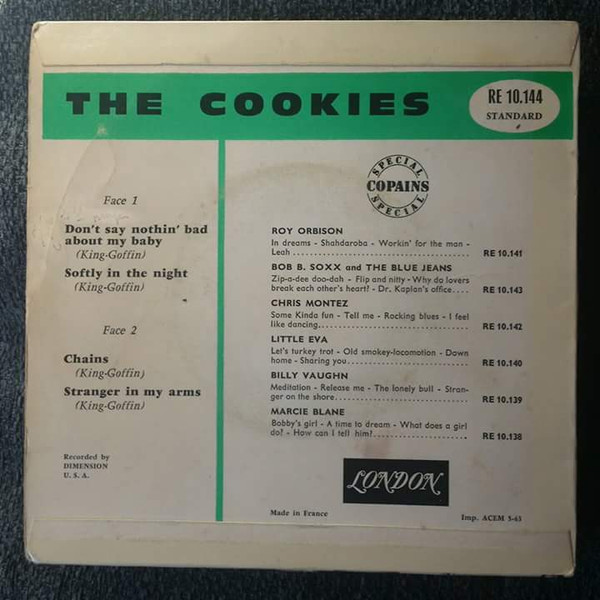 THE COOKIES
RE 10.144
STANDARD
SPECIAL
COPAINS
SPECIAL
Face 1
Don't say nothin' bad
about my baby
(King-Goffin)
Softly in the night
(King-Goffin)
Face 2
Chains
(King-Goffin)
Stranger in my arms
(King-Goffin)
Recorded by
DIMENSION
U. S. A.
ROY ORBISON
In dreams - Shahdaroba - Workin' for the man -
Leah RE 10.141
BOB B. SOXX and THE BLUE JEANS
Zip-a-dee doo-dah - Flip and nitty - Why do lovers
break each other's heart? - Dr. Kaplan's office.... RE 10.143
CHRIS MONTEZ
Some Kinda fun - Tell me - Rocking blues - I feel
like dancing. RE 10.142
LITTLE EVA
Let's turkey trot - Old smokey-locomotion - Down
home - Sharing you RE 10.140
BILLY VAUGHN
Meditation - Release me - The lonely bull - Stran-
ger on the shore RE 10.139
MARCIE BLANE
Bobby's girl - A time to dream - What does a girl
do? - How can I tell him? RE 10.138
LONDON
Made in France
Imp. ACEM 5-63